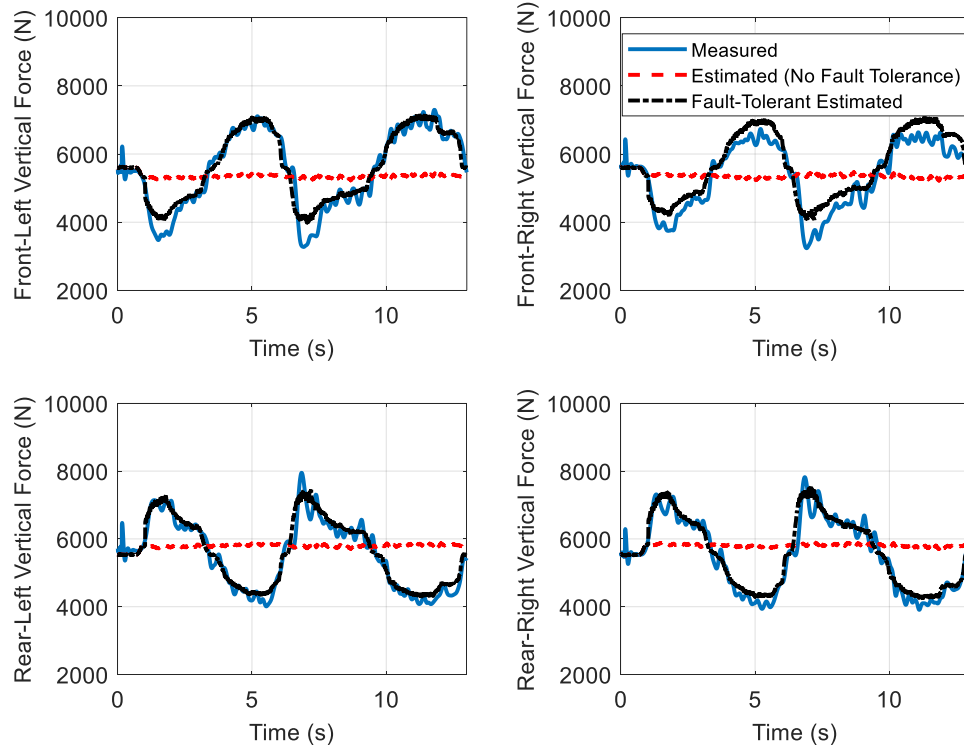 Front-Left Vertical Force (N)
10000
8000
6000
4000
2000
0
5
10
Time (s)
Front-Right Vertical Force (N)
10000
8000
6000
4000
2000
0
5
10
Time (s)
Measured
Estimated (No Fault Tolerance)
Fault-Tolerant Estimated
Rear-Left Vertical Force (N)
10000
8000
6000
4000
2000
0
5
10
Time (s)
Rear-Right Vertical Force (N)
10000
8000
6000
4000
2000
0
5
10
Time (s)